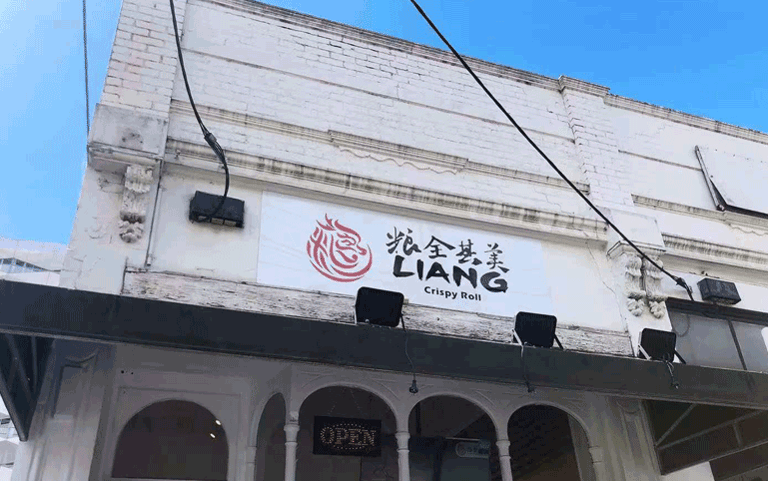 粮全其美
LIANG
Crispy Roll
OPEN